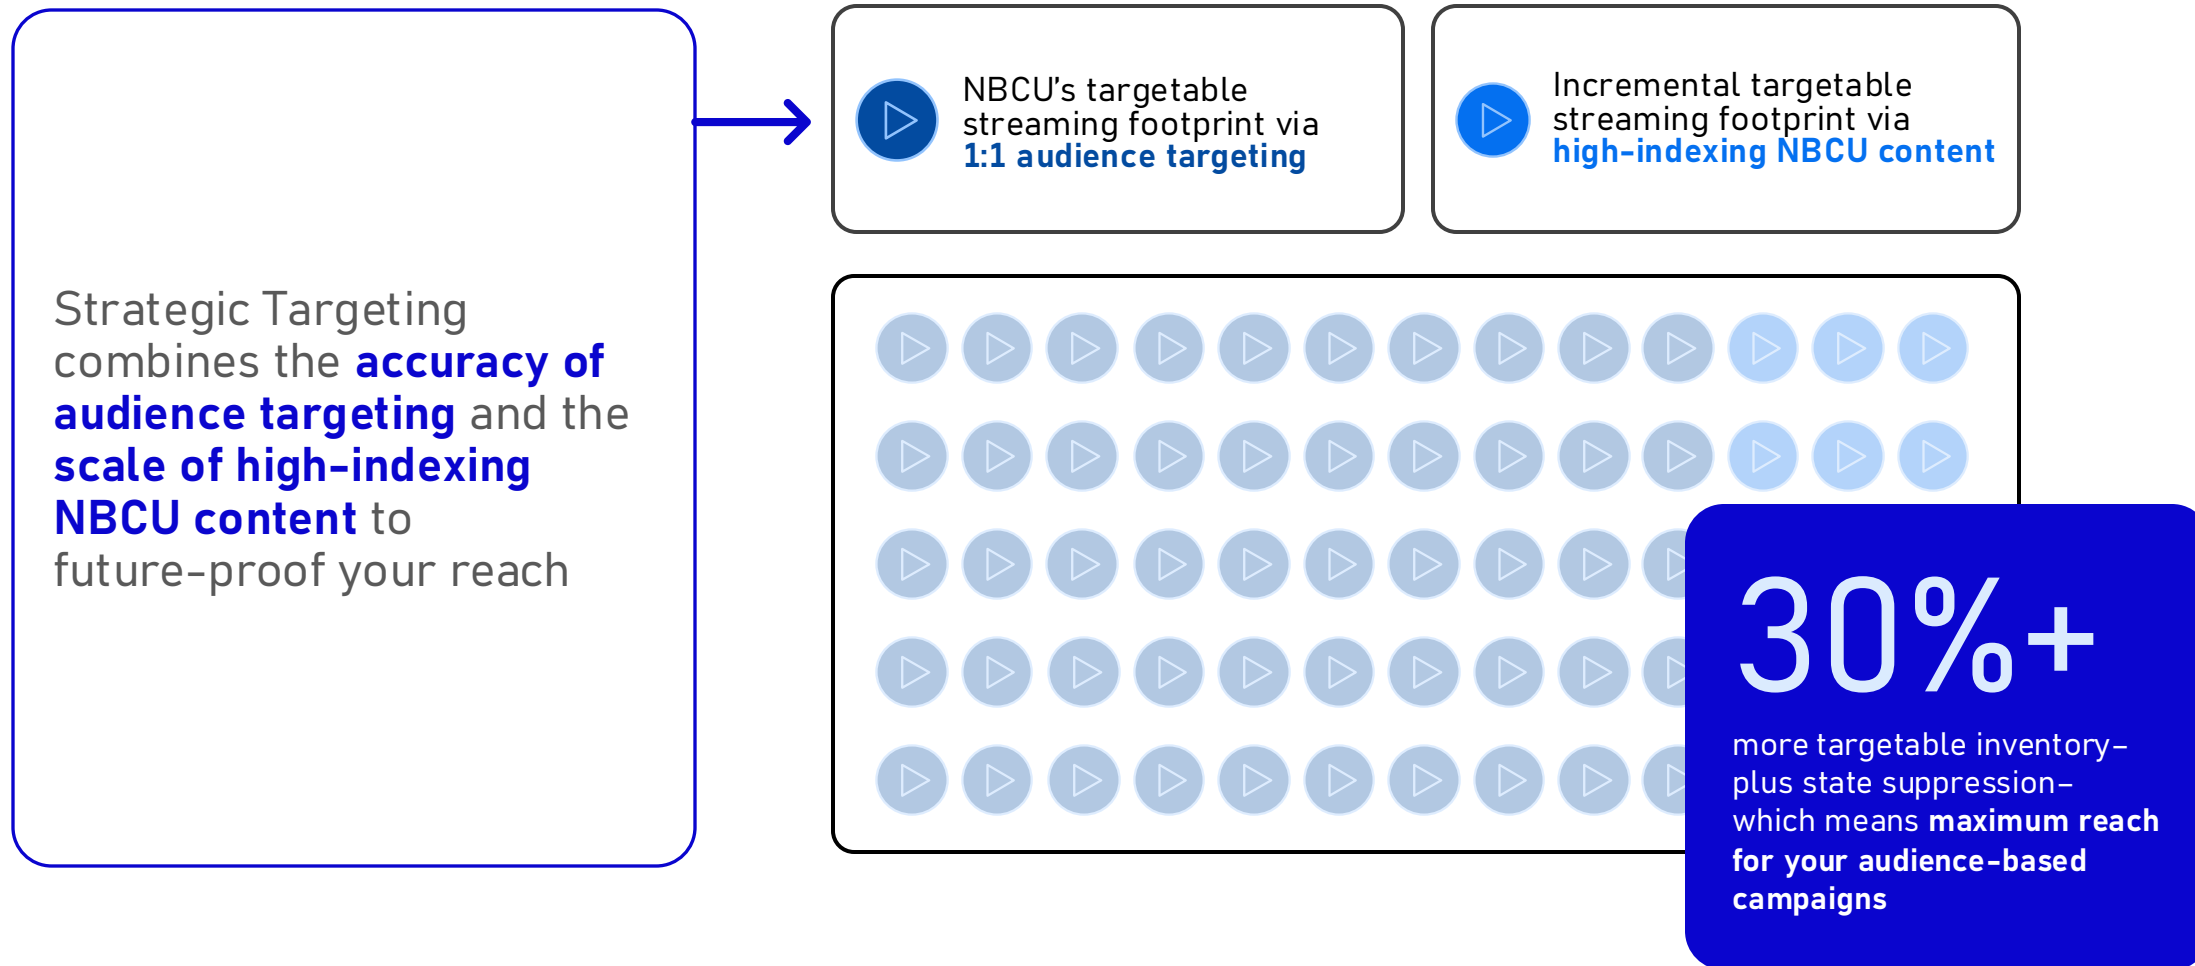 Strategic Targeting
combines the accuracy of
audience targeting and the
scale of high-indexing
NBCU content to
future-proof your reach
NBCU's targetable
streaming footprint via
1:1 audience targeting
Incremental targetable
streaming footprint via
high-indexing NBCU content
30%+
more targetable inventory–
plus state suppression–
which means maximum reach
for your audience-based
campaigns